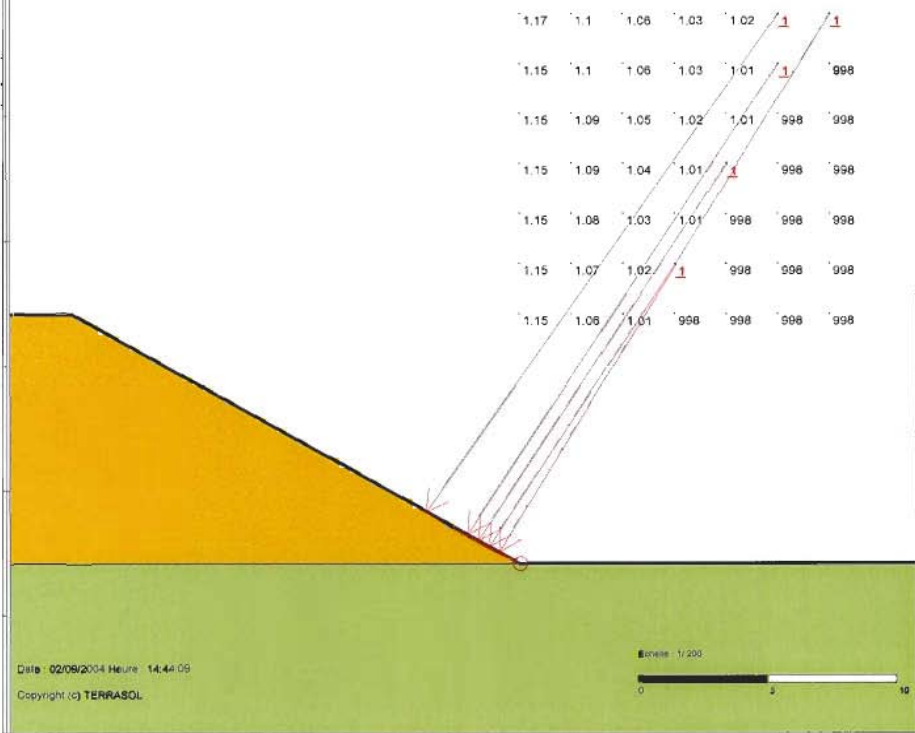 1.17 1.1 1.06 1.03 1.02 1 1
1.15 1.1 1.06 1.03 1.01 1 998
1.15 1.09 1.05 1.02 1.01 998 998
1.15 1.09 1.04 1.01 1 998 998
1.15 1.08 1.03 1.01 998 998 998
1.15 1.07 1.02 1 998 998 998
1.15 1.06 1.01 998 998 998 998
Date : 02/09/2004 Heure : 14:44:09
Copyright (c) TERRASOL
Echelle : 1/200
0 5 10